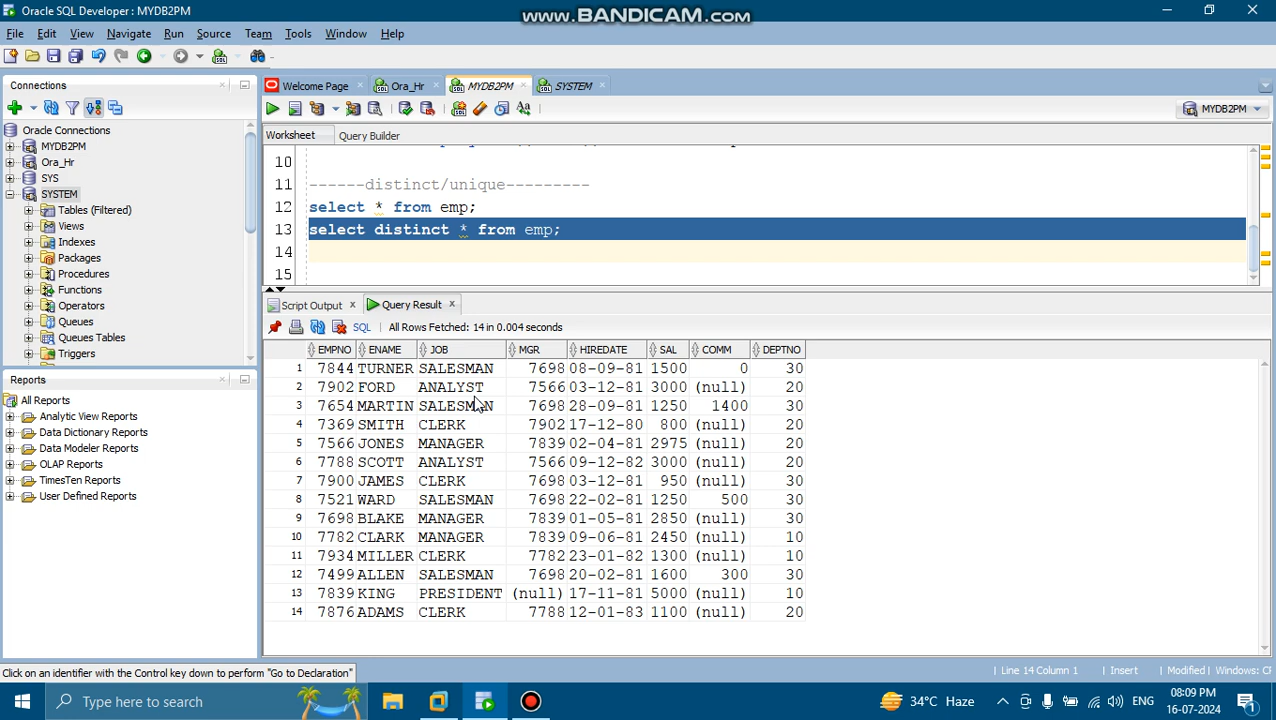 Oracle SQL Developer : MYDB2PM
www.BANDICAM.com
File Edit View Navigate Run Source Team Tools Window Help
Connections
Oracle Connections
MYDB2PM
Ora_Hr
SYS
SYSTEM
Tables (Filtered)
Views
Indexes
Packages
Procedures
Functions
Operators
Queues
Queues Tables
Triggers
Reports
All Reports
Analytic View Reports
Data Dictionary Reports
Data Modeler Reports
OLAP Reports
TimesTen Reports
User Defined Reports
Welcome Page Ora_Hr MYDB2PM SYSTEM
MYDB2PM
Worksheet Query Builder
10
11 ------distinct/unique---------
12 select * from emp;
13 select distinct * from emp;
14
15
Script Output Query Result
SQL All Rows Fetched: 14 in 0.004 seconds
EMPNO ENAME JOB MGR HIREDATE SAL COMM DEPTNO
1 7844 TURNER SALESMAN 7698 08-09-81 1500 0 30
2 7902 FORD ANALYST 7566 03-12-81 3000 (null) 20
3 7654 MARTIN SALESMAN 7698 28-09-81 1250 1400 30
4 7369 SMITH CLERK 7902 17-12-80 800 (null) 20
5 7566 JONES MANAGER 7839 02-04-81 2975 (null) 20
6 7788 SCOTT ANALYST 7566 09-12-82 3000 (null) 20
7 7900 JAMES CLERK 7698 03-12-81 950 (null) 30
8 7521 WARD SALESMAN 7698 22-02-81 1250 500 30
9 7698 BLAKE MANAGER 7839 01-05-81 2850 (null) 30
10 7782 CLARK MANAGER 7839 09-06-81 2450 (null) 10
11 7934 MILLER CLERK 7782 23-01-82 1300 (null) 10
12 7499 ALLEN SALESMAN 7698 20-02-81 1600 300 30
13 7839 KING PRESIDENT (null) 17-11-81 5000 (null) 10
14 7876 ADAMS CLERK 7788 12-01-83 1100 (null) 20
Click on an identifier with the Control key down to perform "Go to Declaration"
Line 14 Column 1 Insert Modified Windows: CF
Type here to search
34°C Haze
ENG
08:09 PM
16-07-2024
1